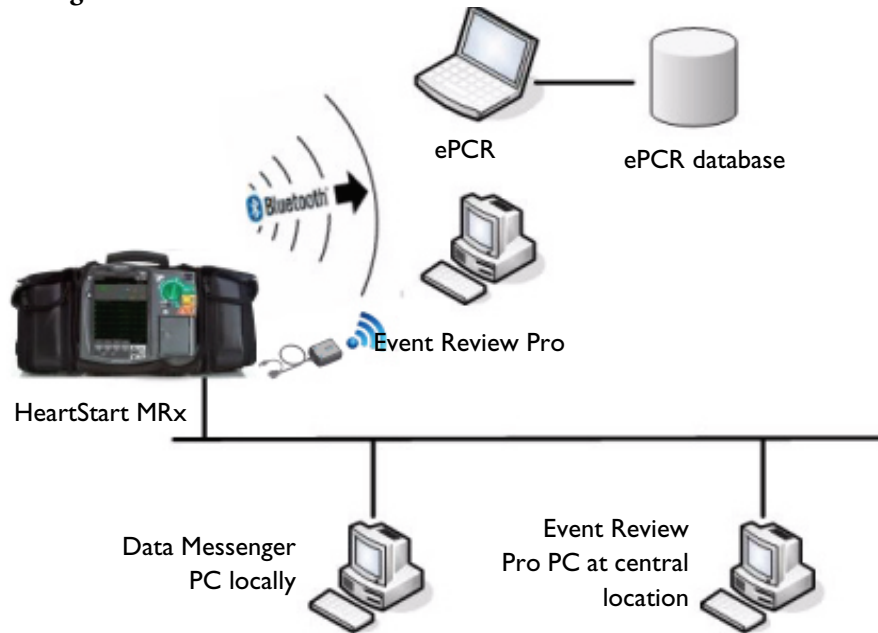 ePCR
ePCR database
Bluetooth
Event Review Pro
HeartStart MRx
Data Messenger
PC locally
Event Review
Pro PC at central
location